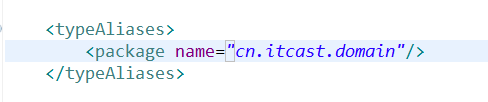 <typeAliases>
<package name="cn.itcast.domain"/>
</typeAliases>